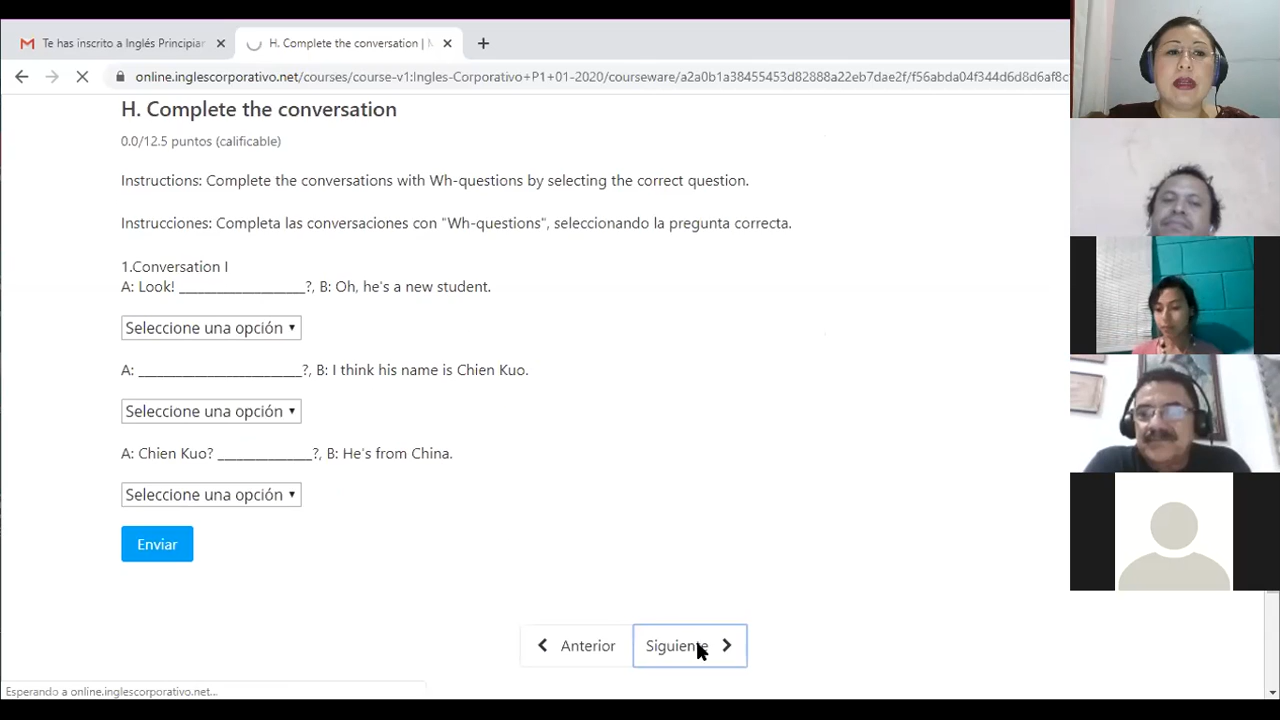 Te has inscrito a Inglés Principian
H. Complete the conversation | M
online.inglescorporativo.net/courses/course-v1:Ingles-Corporativo+P1+01-2020/courseware/a2a0b1a38455453d82888a22eb7dae2f/f56abda04f344d6d8d6af8c
H. Complete the conversation
0.0/12.5 puntos (calificable)
Instructions: Complete the conversations with Wh-questions by selecting the correct question.
Instrucciones: Completa las conversaciones con "Wh-questions", seleccionando la pregunta correcta.
1.Conversation I
A: Look! ____________________?, B: Oh, he's a new student.
Seleccione una opción
A: __________________________?, B: I think his name is Chien Kuo.
Seleccione una opción
A: Chien Kuo? _______________?, B: He's from China.
Seleccione una opción
Enviar
Anterior
Siguiente
Esperando a online.inglescorporativo.net...